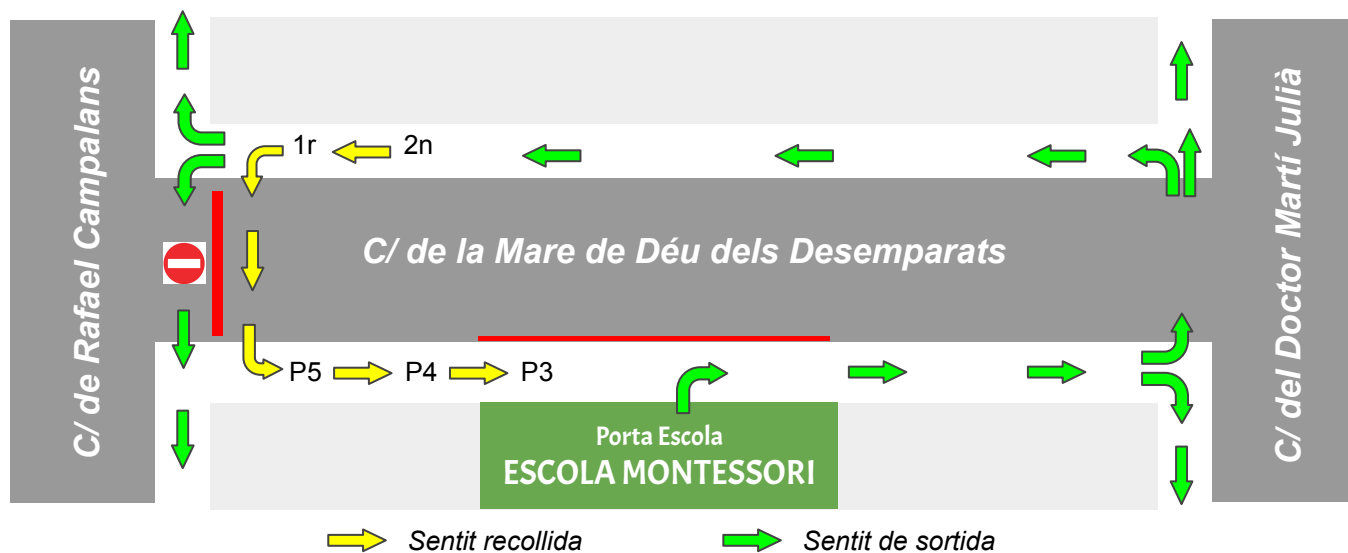 C/ de Rafael Campalans
1r
2n
C/ de la Mare de Déu dels Desemparats
C/ del Doctor Martí Julià
P5
P4
P3
Porta Escola
ESCOLA MONTESSORI
Sentit recollida
Sentit de sortida